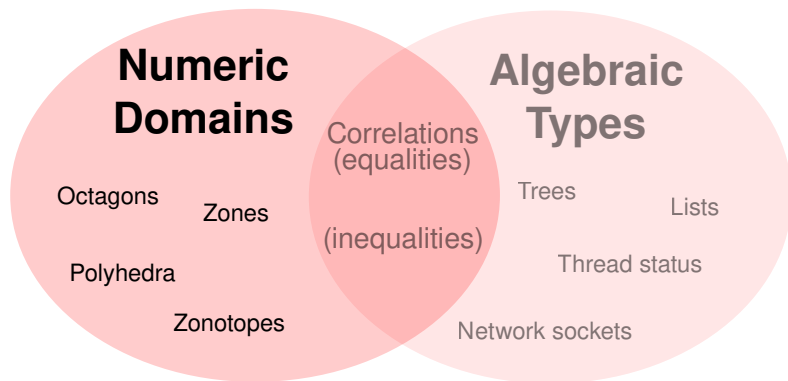 Numeric
Domains
Octagons
Zones
Polyhedra
Zonotopes
Correlations
(equalities)
(inequalities)
Algebraic
Types
Trees
Lists
Thread status
Network sockets